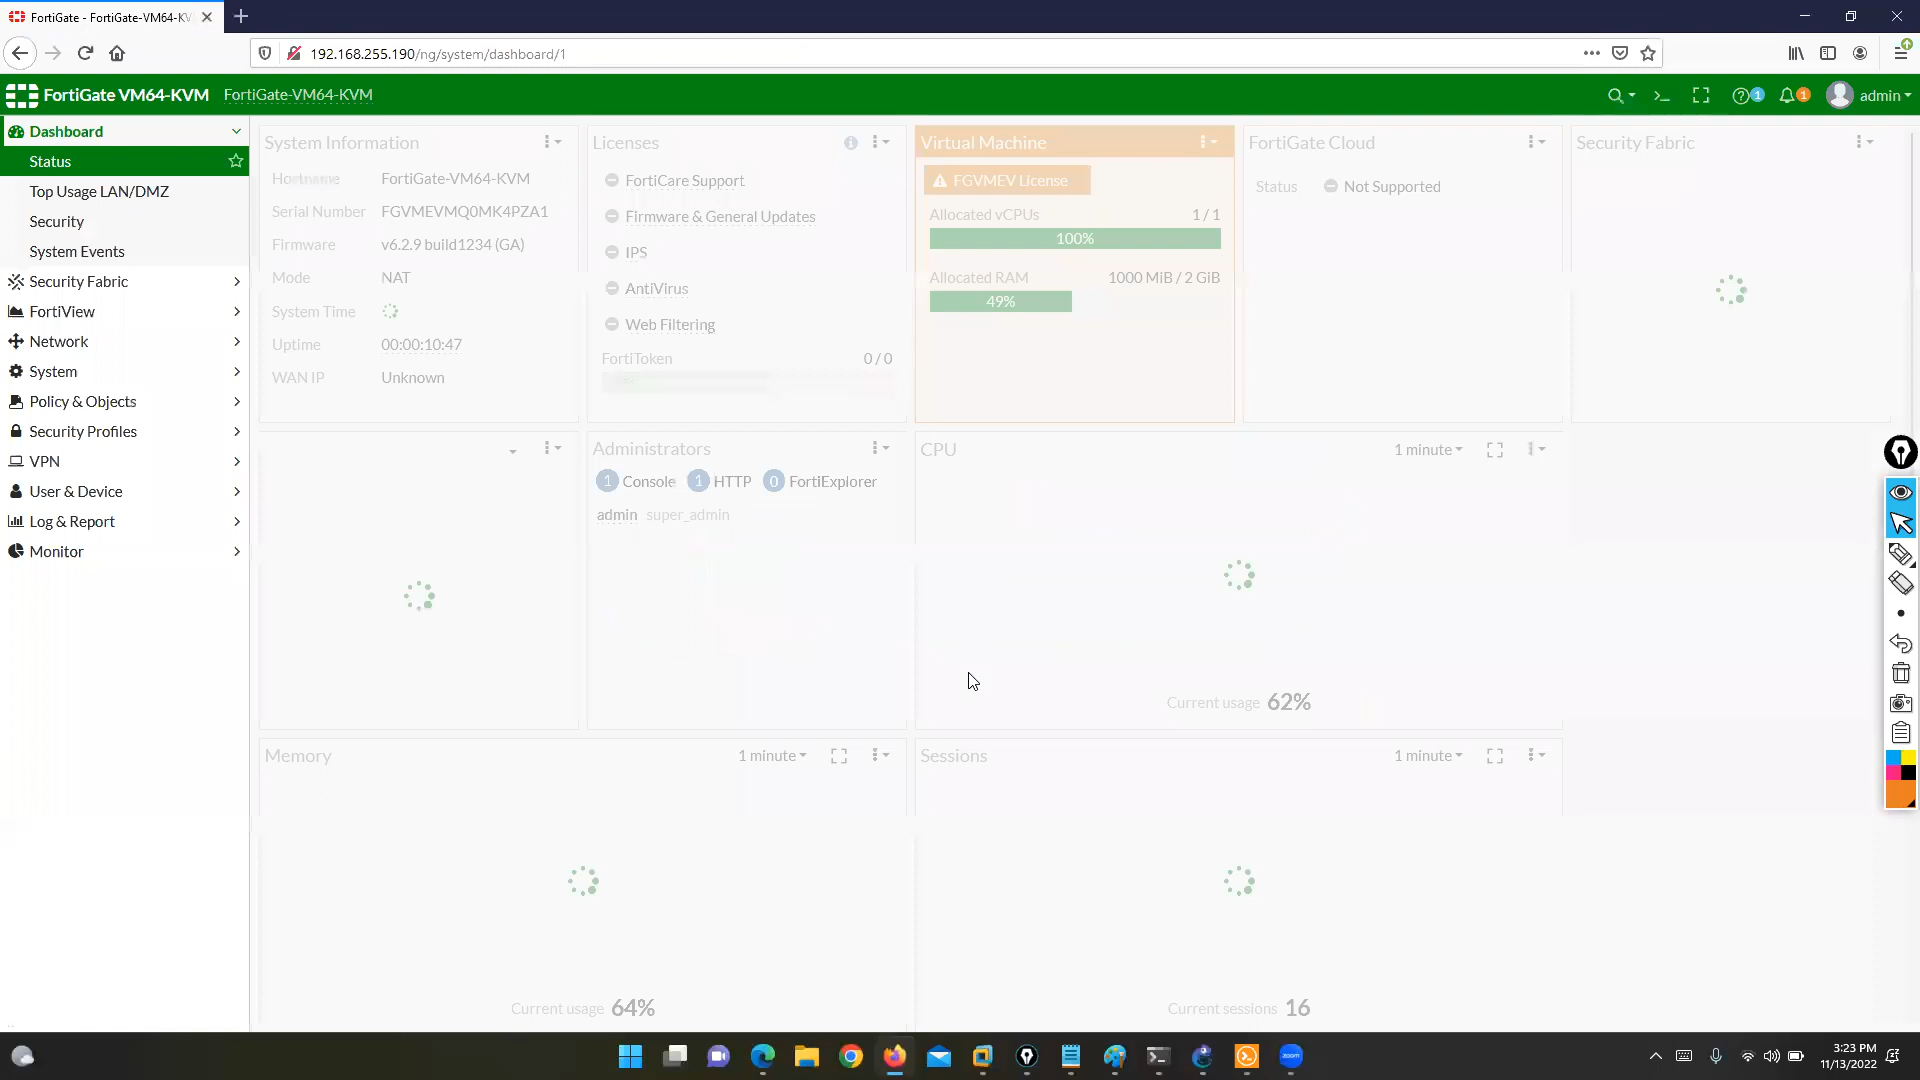 FortiGate - FortiGate-VM64-KV
192.168.255.190/ng/system/dashboard/1
FortiGate VM64-KVM
FortiGate-VM64-KVM
1
1
admin
Dashboard
Status
Top Usage LAN/DMZ
Security
System Events
Security Fabric
FortiView
Network
System
Policy & Objects
Security Profiles
VPN
User & Device
Log & Report
Monitor
System Information
Hostname FortiGate-VM64-KVM
Serial Number FGVMEVMQ0MK4PZA1
Firmware v6.2.9 build1234 (GA)
Mode NAT
System Time
Uptime 00:00:10:47
WAN IP Unknown
Licenses
FortiCare Support
Firmware & General Updates
IPS
AntiVirus
Web Filtering
FortiToken 0 / 0
Virtual Machine
FGVMEV License
Allocated vCPUs 1 / 1
100%
Allocated RAM 1000 MiB / 2 GiB
49%
FortiGate Cloud
Status Not Supported
Security Fabric
Administrators
1 Console 1 HTTP 0 FortiExplorer
admin super_admin
CPU 1 minute
Current usage 62%
Memory 1 minute
Current usage 64%
Sessions 1 minute
Current sessions 16
zoom
3:23 PM
11/13/2022